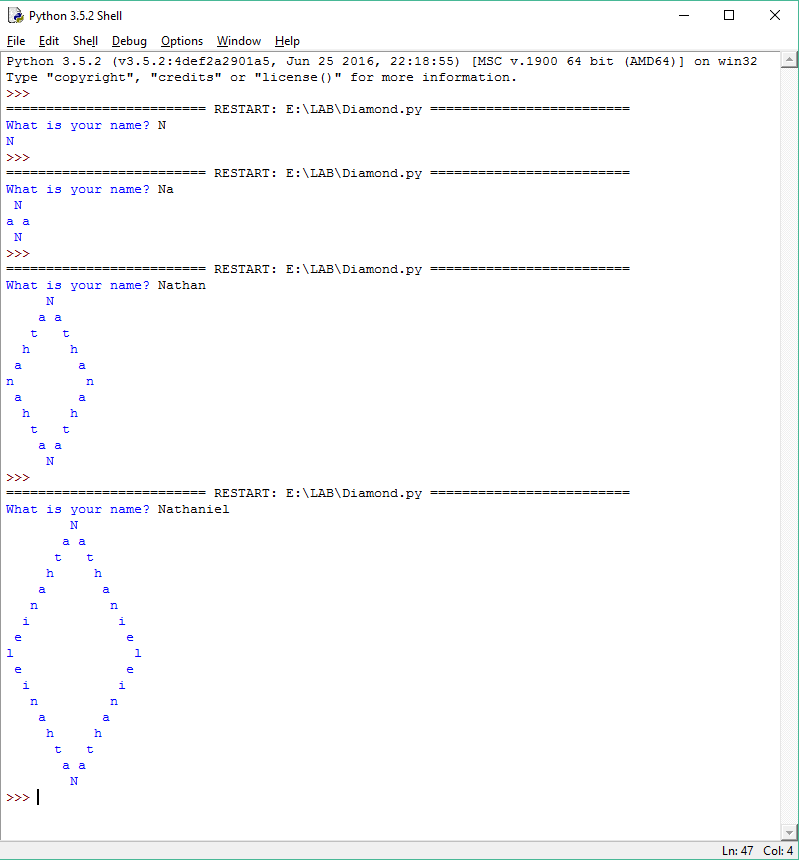 Python 3.5.2 Shell
File Edit Shell Debug Options Window Help
Python 3.5.2 (v3.5.2:4def2a2901a5, Jun 25 2016, 22:18:55) [MSC v.1900 64 bit (AMD64)] on win32
Type "copyright", "credits" or "license()" for more information.
>>>
========================= RESTART: E:\LAB\Diamond.py =========================
What is your name? N
N
>>>
========================= RESTART: E:\LAB\Diamond.py =========================
What is your name? Na
 N
a a
 N
>>>
========================= RESTART: E:\LAB\Diamond.py =========================
What is your name? Nathan
     N
    a a
   t   t
  h     h
 a       a
n         n
 a       a
  h     h
   t   t
    a a
     N
>>>
========================= RESTART: E:\LAB\Diamond.py =========================
What is your name? Nathaniel
        N
       a a
      t   t
     h     h
    a       a
   n         n
  i           i
 e             e
l               l
 e             e
  i           i
   n         n
    a       a
     h     h
      t   t
       a a
        N
>>>
Ln: 47 Col: 4